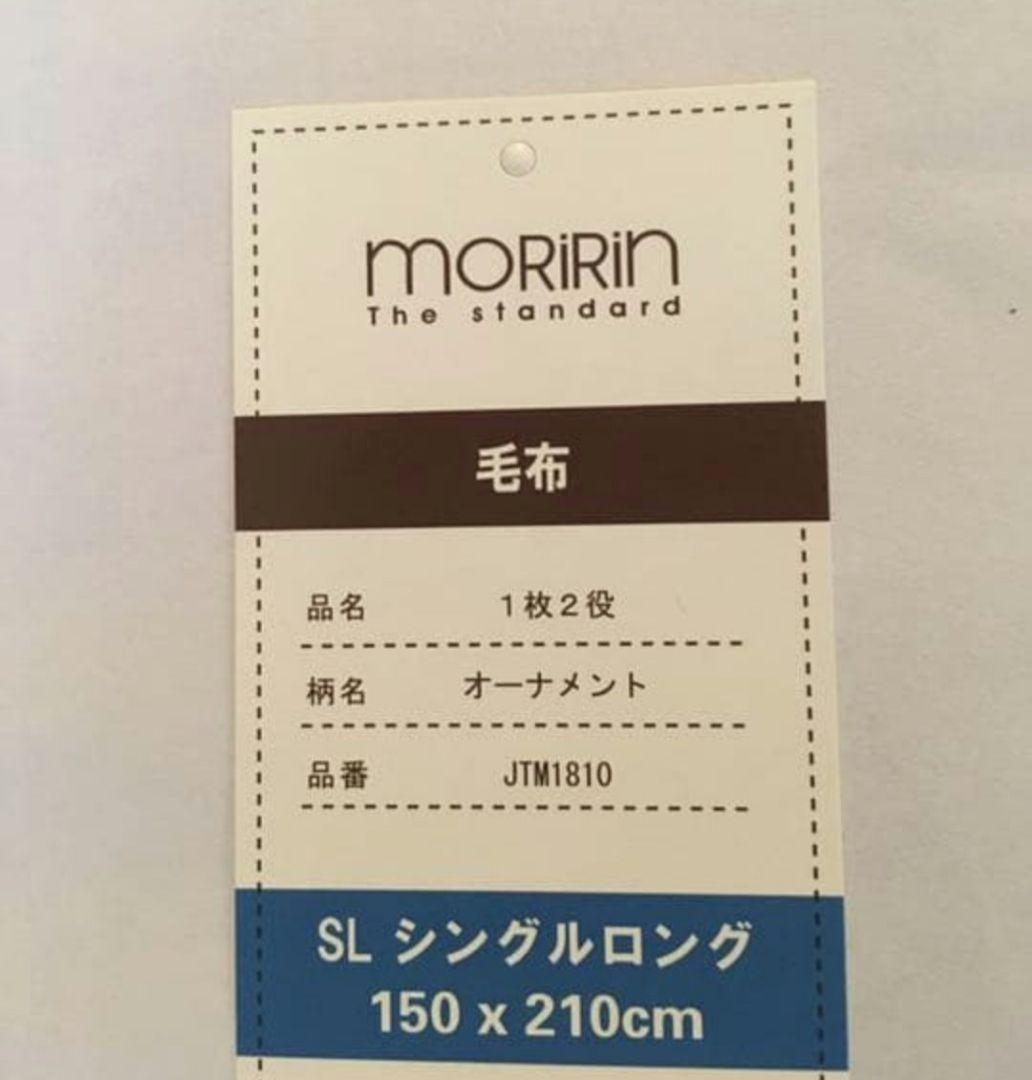 moRiRin
The standard
毛布
品名 1枚2役
柄名 オーナメント
品番 JTM1810
SL シングルロング
150 x 210cm